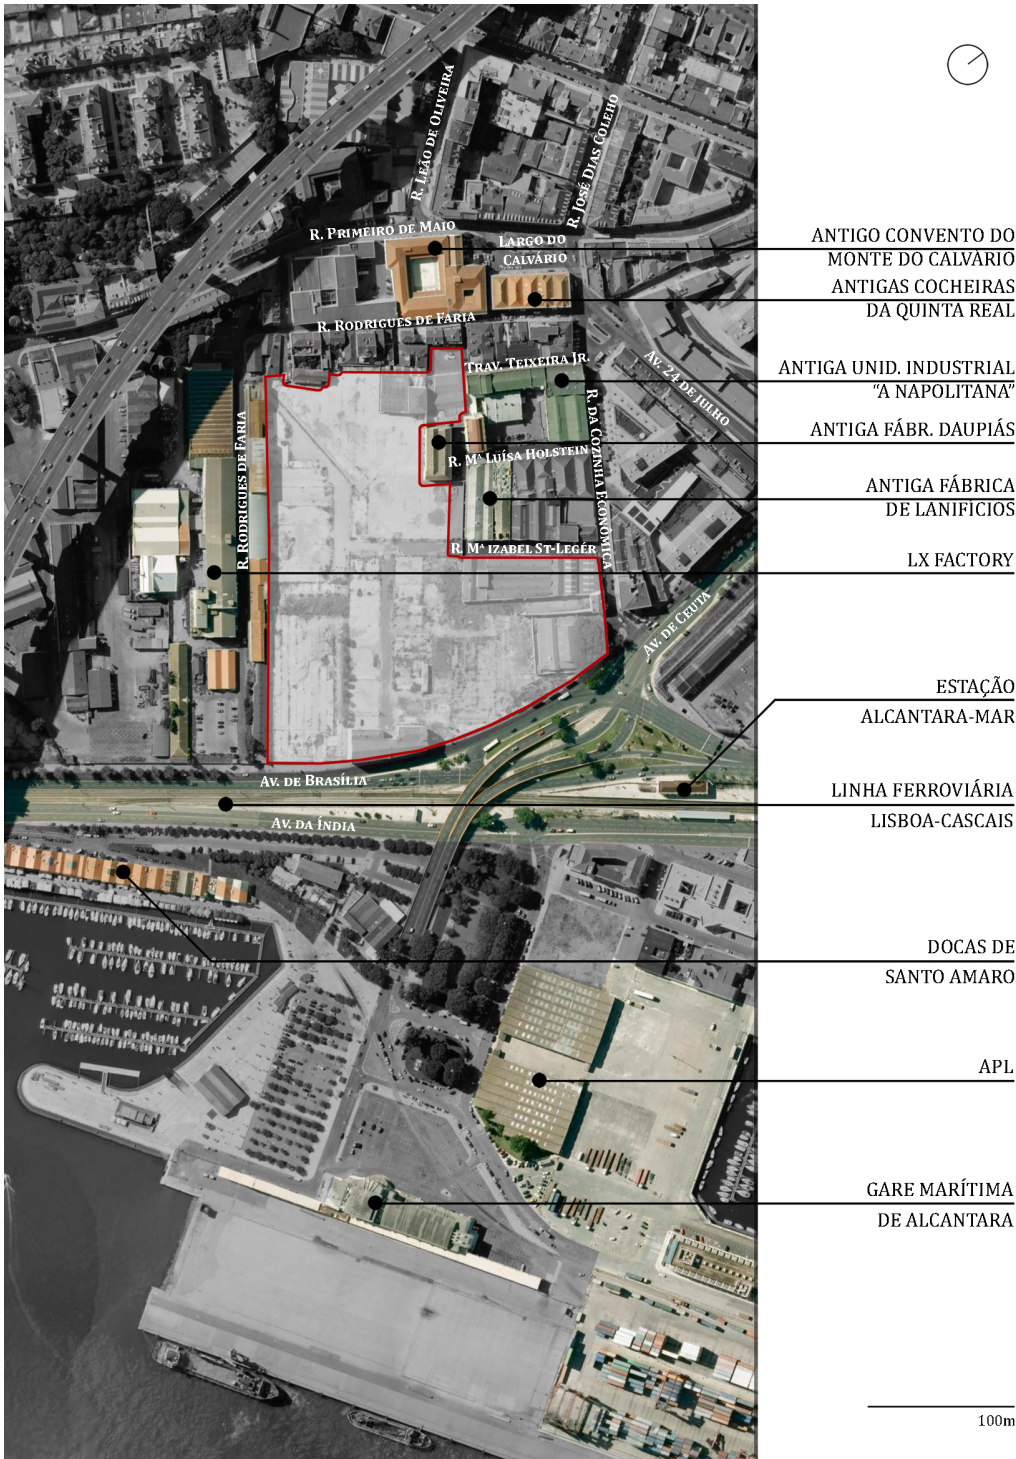 R. LEÃO DE OLIVEIRA
R. JOSÉ DIAS COLEHO
R. PRIMEIRO DE MAIO
LARGO DO
CALVÁRIO
R. RODRIGUES DE FARIA
TRAV. TEIXEIRA JR.
AV. 24 DE JULHO
R. DA COZINHA ECONÓMICA
R. RODRIGUES DE FARIA
R. Mª LUÍSA HOLSTEIN
R. Mª IZABEL ST-LEGÉR
AV. DE CEUTA
AV. DE BRASÍLIA
AV. DA ÍNDIA
ANTIGO CONVENTO DO
MONTE DO CALVÁRIO
ANTIGAS COCHEIRAS
DA QUINTA REAL
ANTIGA UNID. INDUSTRIAL
“A NAPOLITANA”
ANTIGA FÁBR. DAUPIÁS
ANTIGA FÁBRICA
DE LANIFÍCIOS
LX FACTORY
ESTAÇÃO
ALCANTARA-MAR
LINHA FERROVIÁRIA
LISBOA-CASCAIS
DOCAS DE
SANTO AMARO
APL
GARE MARÍTIMA
DE ALCANTARA
100m